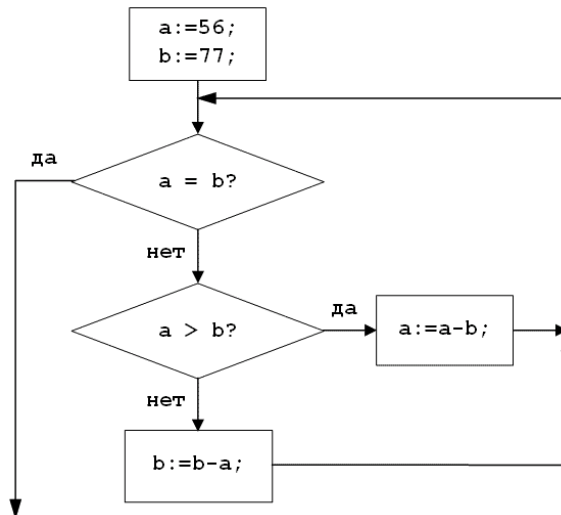 a:=56;
b:=77;
да
a = b?
нет
a > b?
да
a:=a-b;
нет
b:=b-a;